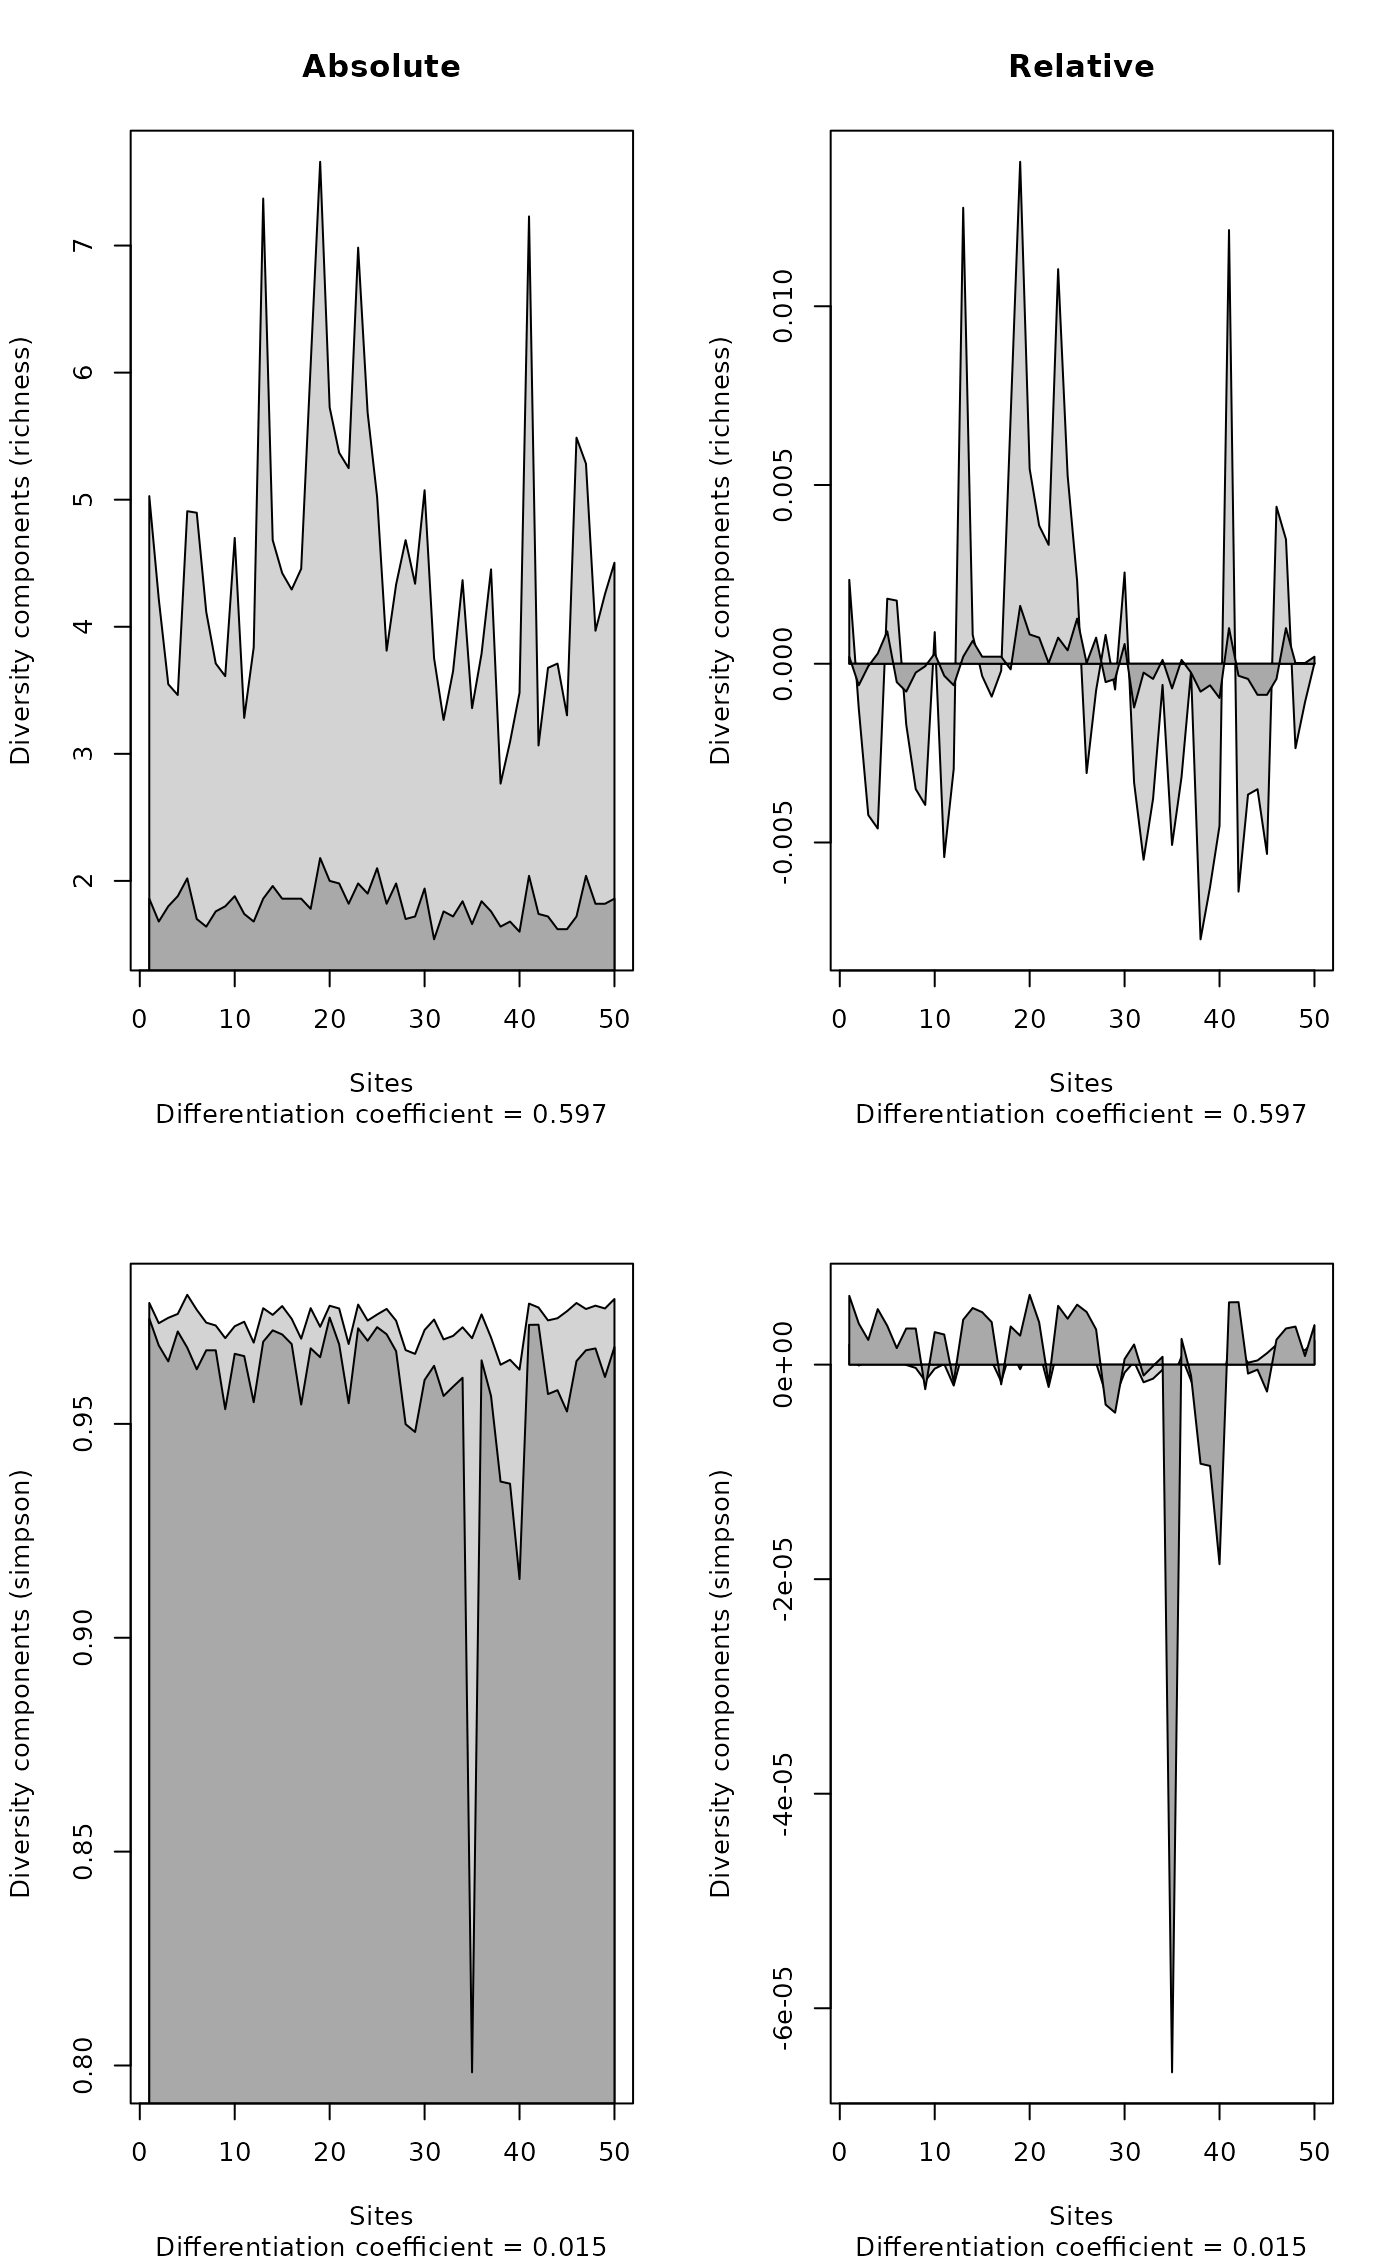 Absolute
Diversity components (richness)
7
6
5
4
3
2
0 10 20 30 40 50
Sites
Differentiation coefficient = 0.597
Relative
Diversity components (richness)
0.010
0.005
0.000
-0.005
0 10 20 30 40 50
Sites
Differentiation coefficient = 0.597
Diversity components (simpson)
0.95
0.90
0.85
0.80
0 10 20 30 40 50
Sites
Differentiation coefficient = 0.015
Diversity components (simpson)
0e+00
-2e-05
-4e-05
-6e-05
0 10 20 30 40 50
Sites
Differentiation coefficient = 0.015